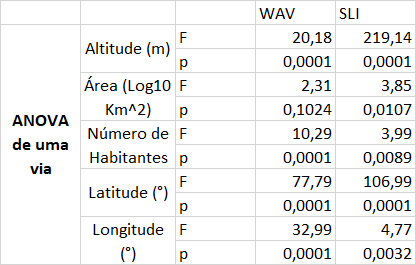 WAV SLI
ANOVA de uma via Altitude (m) F 20,18 219,14
p 0,0001 0,0001
Área (Log10 Km^2) F 2,31 3,85
p 0,1024 0,0107
Número de Habitantes F 10,29 3,99
p 0,0001 0,0089
Latitude (°) F 77,79 106,99
p 0,0001 0,0001
Longitude (°) F 32,99 4,77
p 0,0001 0,0032